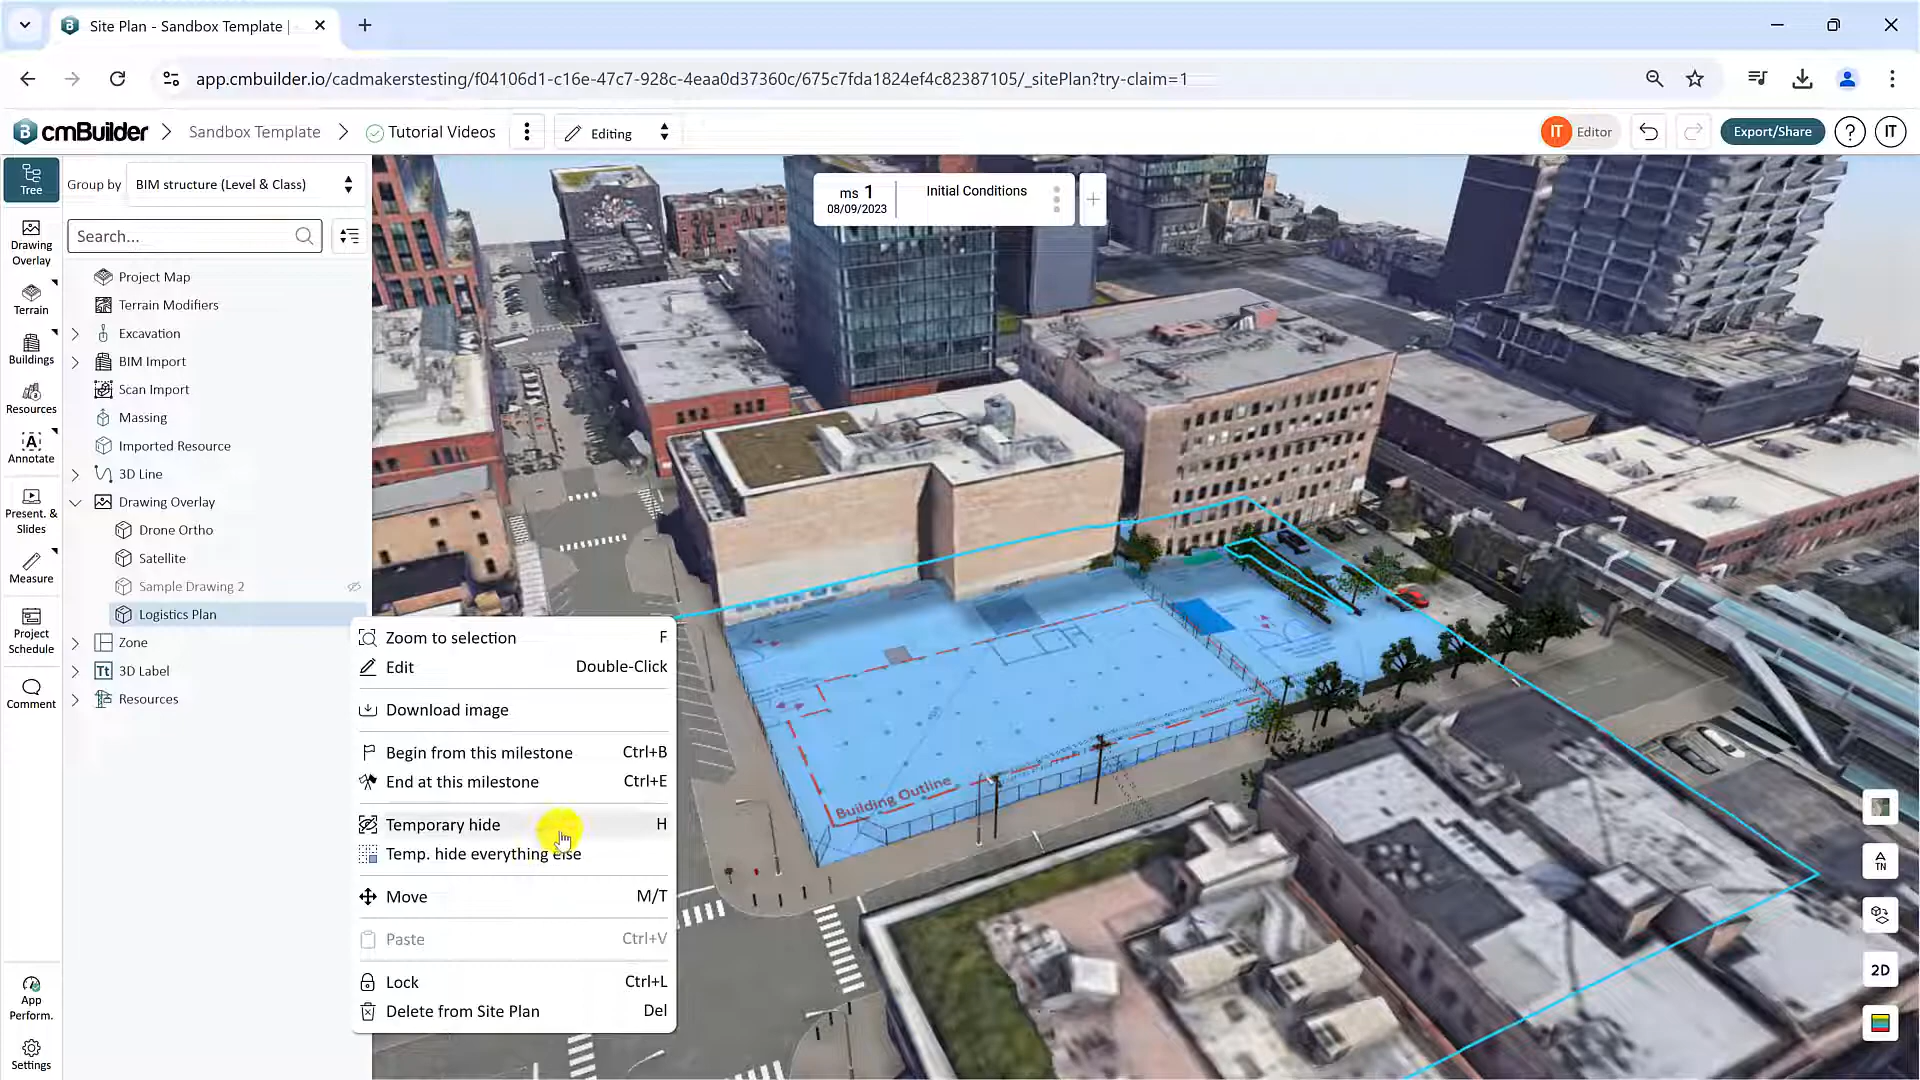 Site Plan - Sandbox Template |
app.cmbuilder.io/cadmakerstesting/f04106d1-c16e-47c7-928c-4eaa0d37360c/675c7fda1824ef4c82387105/_sitePlan?try-claim=1
cmBuilder Sandbox Template Tutorial Videos Editing IT Editor Export/Share ? IT
Tree
Group by BIM structure (Level & Class)
Search...
Drawing Overlay
Terrain
Buildings
Resources
Annotate
Present. & Slides
Measure
Project Schedule
Comment
App Perform.
Settings
Project Map
Terrain Modifiers
Excavation
BIM Import
Scan Import
Massing
Imported Resource
3D Line
Drawing Overlay
Drone Ortho
Satellite
Sample Drawing 2
Logistics Plan
Zone
Tt 3D Label
Resources
Zoom to selection F
Edit Double-Click
Download image
Begin from this milestone Ctrl+B
End at this milestone Ctrl+E
Temporary hide H
Temp. hide everything else
Move M/T
Paste Ctrl+V
Lock Ctrl+L
Delete from Site Plan Del
ms 1 Initial Conditions
08/09/2023
Building Outline
TN
2D